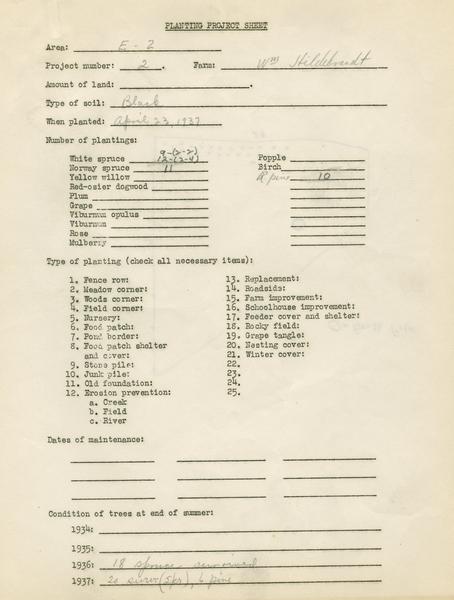 PLANTING PROJECT SHEET
Area: E - 2
Project number: 2. Farm: Wm Hildebrandt
Amount of land:
Type of soil: Black
When planted: April 23, 1937
Number of plantings:
9-(2-2)
White spruce 12-(2-4) Popple
Norway spruce 11 Birch
Yellow willow R pine 10
Red-osier dogwood
Plum
Grape
Viburnum opulus
Viburnum
Rose
Mulberry
Type of planting (check all necessary items):
1. Fence row: 13. Replacement:
2. Meadow corner: 14. Roadside:
3. Woods corner: 15. Farm improvement:
4. Field corner: 16. Schoolhouse improvement:
5. Nursery: 17. Feeder cover and shelter:
6. Food patch: 18. Rocky field:
7. Pond border: 19. Grape tangle:
8. Food patch shelter 20. Nesting cover:
and cover: 21. Winter cover:
9. Stone pile: 22.
10. Junk pile: 23.
11. Old foundation: 24.
12. Erosion prevention: 25.
a. Creek
b. Field
c. River
Dates of maintenance:
Condition of trees at end of summer:
1934:
1935:
1936: 18 spruce survived
1937: 20 surviv (Spr), 6 pine